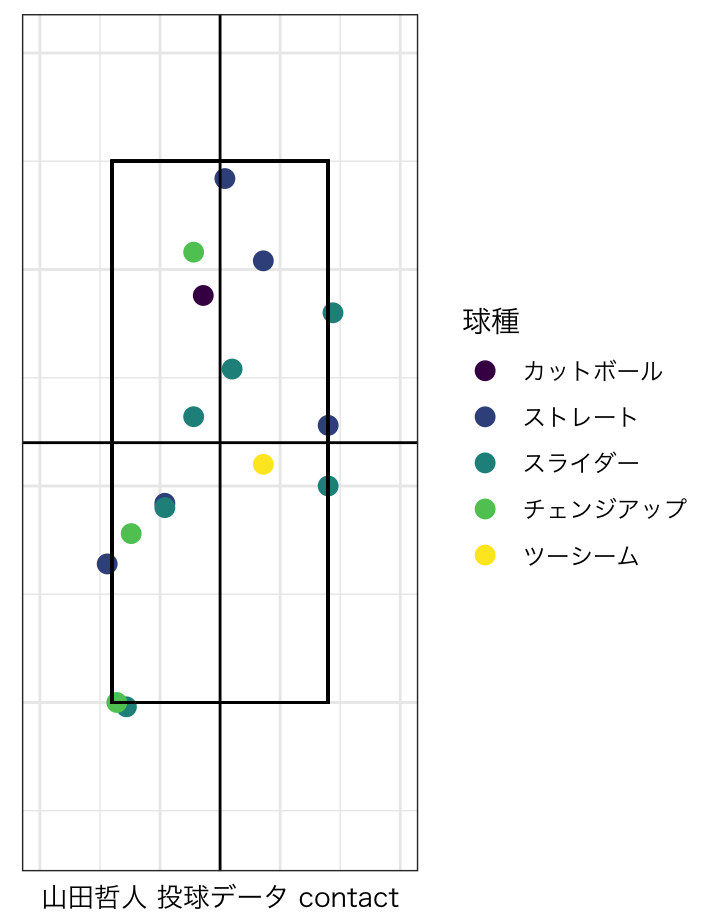 球種
カットボール
ストレート
スライダー
チェンジアップ
ツーシーム
山田哲人 投球データ contact